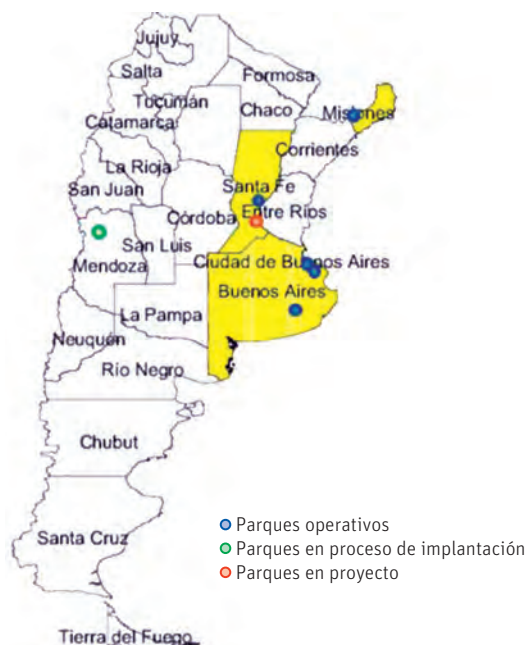 Jujuy
Salta
Formosa
Tucumán
Chaco
Misiones
Catamarca
Corrientes
La Rioja
Santa Fe
San Juan
Entre Ríos
Córdoba
San Luis
Mendoza
Ciudad de Buenos Aires
Buenos Aires
La Pampa
Neuquón
Río Negro
Chubut
Santa Cruz
Tierra del Fuego
Parques operativos
Parques en proceso de implantación
Parques en proyecto